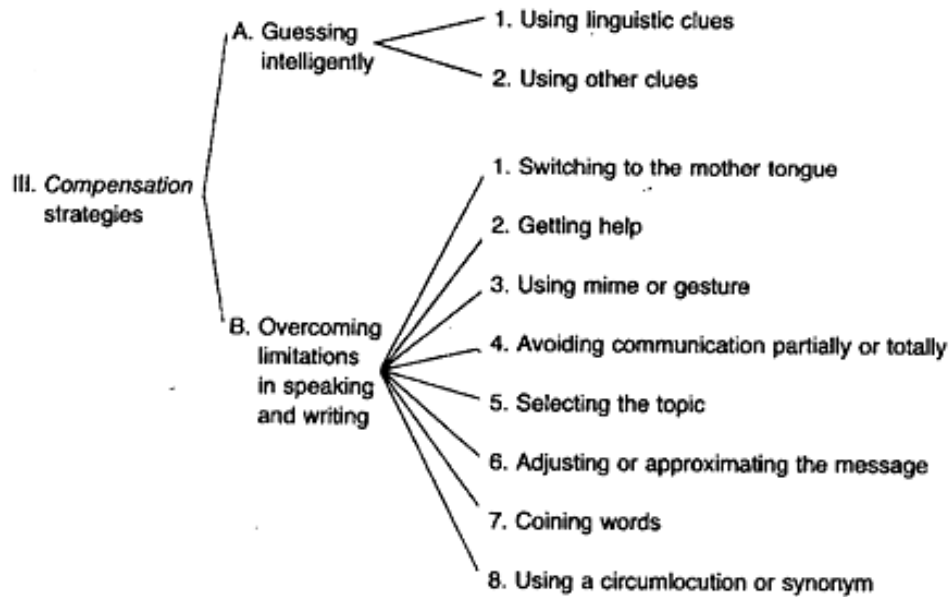 A. Guessing
intelligently
1. Using linguistic clues
2. Using other clues
III. Compensation
strategies
B. Overcoming
limitations
in speaking
and writing
1. Switching to the mother tongue
2. Getting help
3. Using mime or gesture
4. Avoiding communication partially or totally
5. Selecting the topic
6. Adjusting or approximating the message
7. Coining words
8. Using a circumlocution or synonym